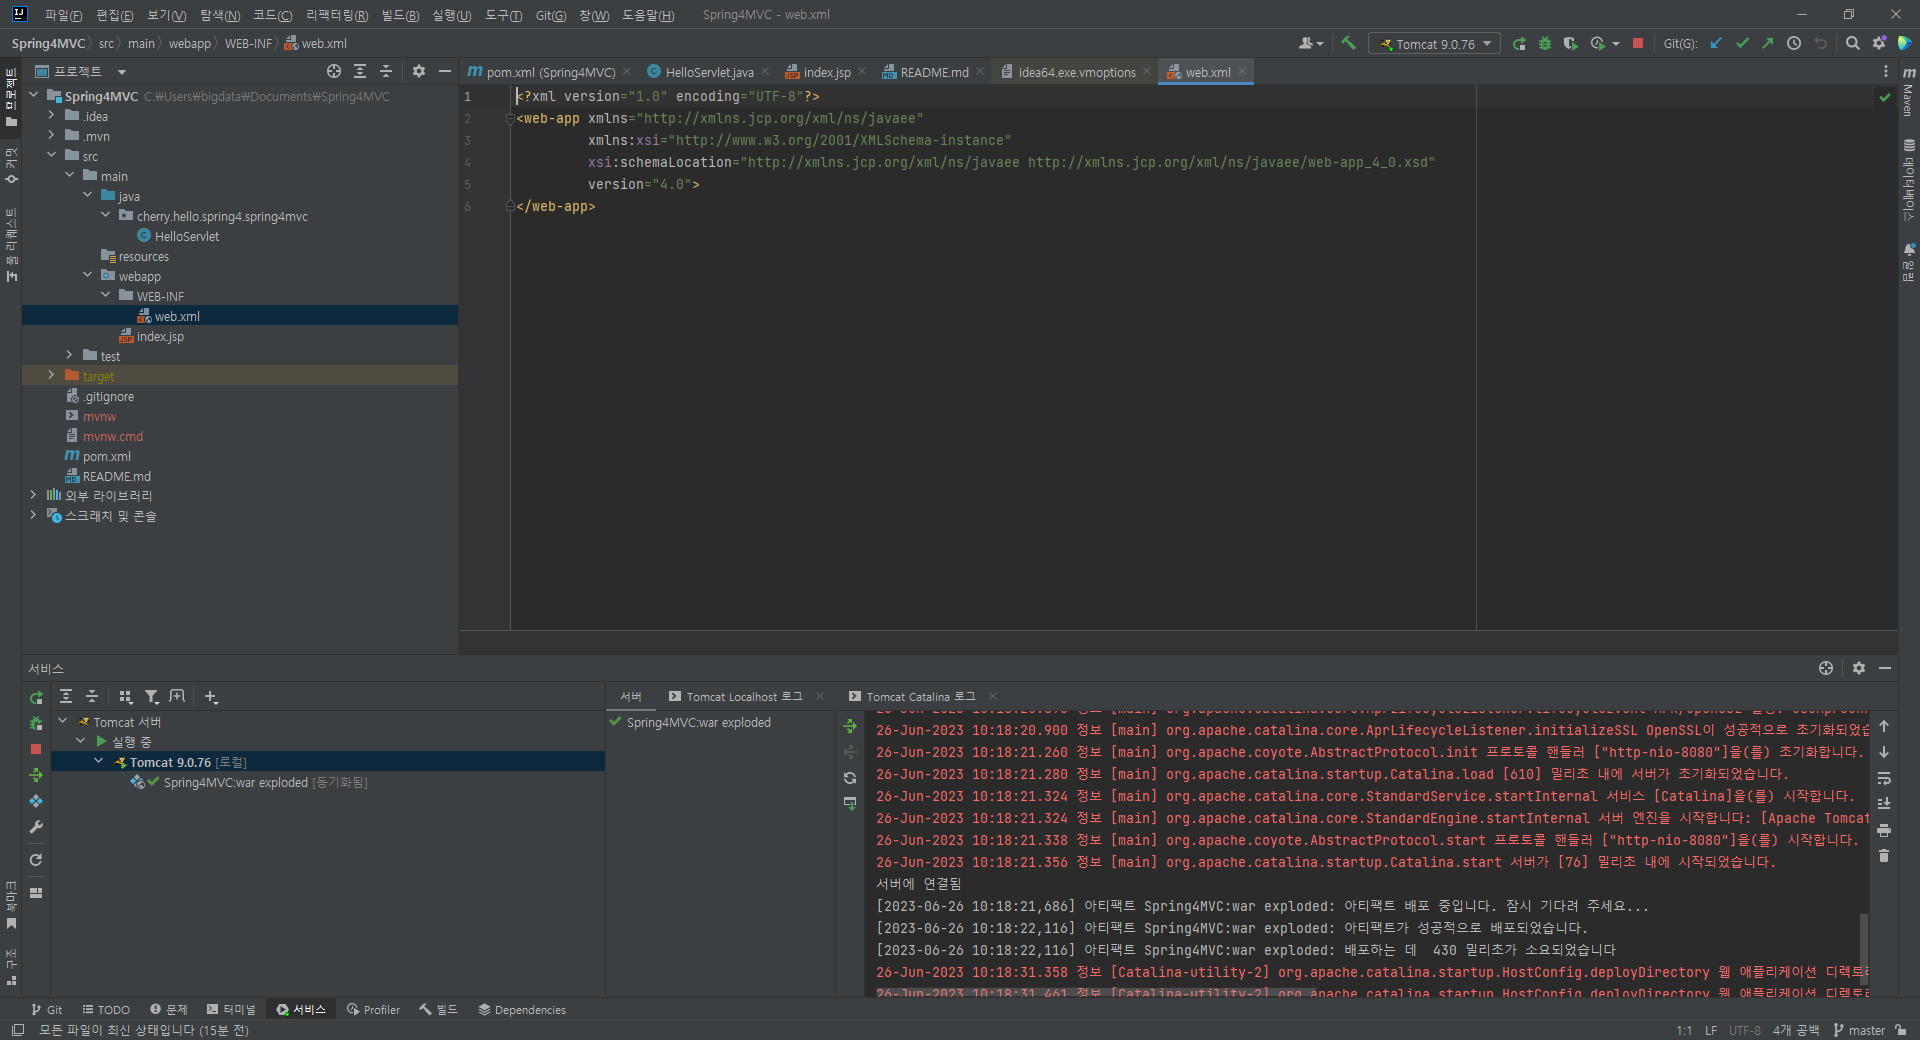 파일(F) 편집(E) 보기(V) 탐색(N) 코드(C) 리팩터링(R) 빌드(B) 실행(U) 도구(T) Git(G) 창(W) 도움말(H) Spring4MVC - web.xml
Spring4MVC 〉 src 〉 main 〉 webapp 〉 WEB-INF 〉 web.xml
Tomcat 9.0.76
Git(G):
프로젝트
pom.xml (Spring4MVC)
HelloServlet.java
index.jsp
README.md
idea64.exe.vmoptions
web.xml
프로젝트
커밋
풀 리퀘스트
북마크
구조
Spring4MVC C:₩Users₩bigdata₩Documents₩Spring4MVC
.idea
.mvn
src
main
java
cherry.hello.spring4.spring4mvc
HelloServlet
resources
webapp
WEB-INF
web.xml
index.jsp
test
target
.gitignore
mvnw
mvnw.cmd
pom.xml
README.md
외부 라이브러리
스크래치 및 콘솔
1 <?xml version="1.0" encoding="UTF-8"?>
2 <web-app xmlns="http://xmlns.jcp.org/xml/ns/javaee"
3 xmlns:xsi="http://www.w3.org/2001/XMLSchema-instance"
4 xsi:schemaLocation="http://xmlns.jcp.org/xml/ns/javaee http://xmlns.jcp.org/xml/ns/javaee/web-app_4_0.xsd"
5 version="4.0">
6 </web-app>
Maven
데이터베이스
알림
서비스
Tomcat 서버
실행 중
Tomcat 9.0.76 [로컬]
Spring4MVC:war exploded [동기화됨]
서버
Tomcat Localhost 로그
Tomcat Catalina 로그
Spring4MVC:war exploded
26-Jun-2023 10:18:20.900 정보 [main] org.apache.catalina.core.AprLifecycleListener.initializeSSL OpenSSL이 성공적으로 초기화되었습
26-Jun-2023 10:18:21.260 정보 [main] org.apache.coyote.AbstractProtocol.init 프로토콜 핸들러 ["http-nio-8080"]을(를) 초기화합니다.
26-Jun-2023 10:18:21.280 정보 [main] org.apache.catalina.startup.Catalina.load [610] 밀리초 내에 서버가 초기화되었습니다.
26-Jun-2023 10:18:21.324 정보 [main] org.apache.catalina.core.StandardService.startInternal 서비스 [Catalina]을(를) 시작합니다.
26-Jun-2023 10:18:21.324 정보 [main] org.apache.catalina.core.StandardEngine.startInternal 서버 엔진을 시작합니다: [Apache Tomcat
26-Jun-2023 10:18:21.338 정보 [main] org.apache.coyote.AbstractProtocol.start 프로토콜 핸들러 ["http-nio-8080"]을(를) 시작합니다.
26-Jun-2023 10:18:21.356 정보 [main] org.apache.catalina.startup.Catalina.start 서버가 [76] 밀리초 내에 시작되었습니다.
서버에 연결됨
[2023-06-26 10:18:21,686] 아티팩트 Spring4MVC:war exploded: 아티팩트 배포 중입니다. 잠시 기다려 주세요...
[2023-06-26 10:18:22,116] 아티팩트 Spring4MVC:war exploded: 아티팩트가 성공적으로 배포되었습니다.
[2023-06-26 10:18:22,116] 아티팩트 Spring4MVC:war exploded: 배포하는 데 430 밀리초가 소요되었습니다
26-Jun-2023 10:18:31.358 정보 [Catalina-utility-2] org.apache.catalina.startup.HostConfig.deployDirectory 웹 애플리케이션 디렉토리
26-Jun-2023 10:18:31.461 정보 [Catalina-utility-2] org.apache.catalina.startup.HostConfig.deployDirectory 웹 애플리케이션 디렉토리
Git TODO 문제 터미널 서비스 Profiler 빌드 Dependencies
모든 파일이 최신 상태입니다 (15분 전)
1:1 LF UTF-8 4개 공백 master